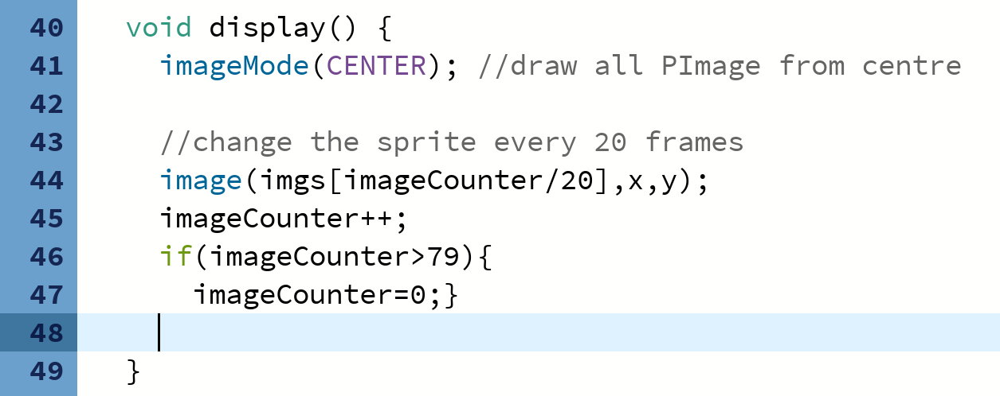 40 void display() {
41 imageMode(CENTER); //draw all PImage from centre
42
43 //change the sprite every 20 frames
44 image(imgs[imageCounter/20],x,y);
45 imageCounter++;
46 if(imageCounter>79){
47 imageCounter=0;}
48
49 }